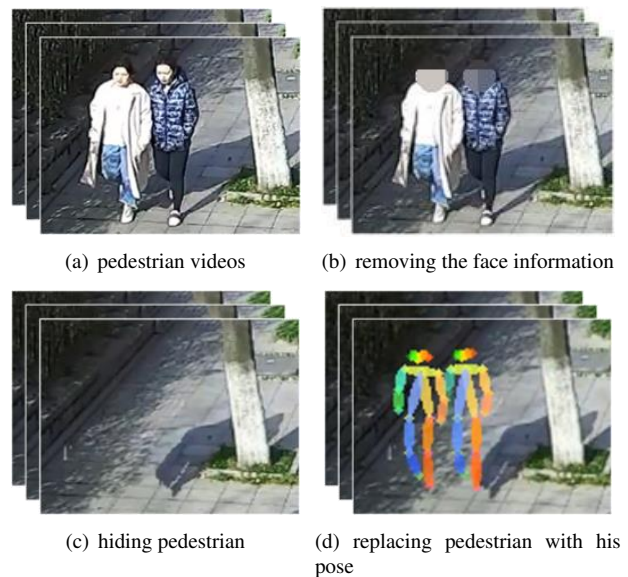 (a) pedestrian videos
(b) removing the face information
(c) hiding pedestrian
(d) replacing pedestrian with his
pose